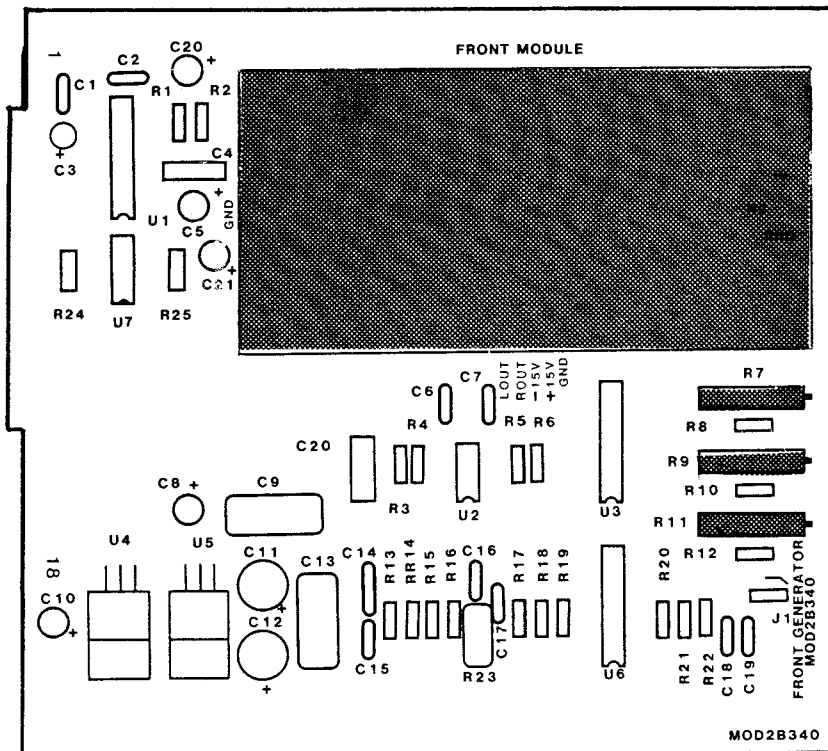 FRONT MODULE
C20
C2
1
C1
R1
R2
C3
C4
U1
C5
GND
C21
R24
U7
R25
C6
C7
LOUT
ROUT
-15V
+15V
GND
R7
R8
R4
R5
R6
C20
R9
C8
C9
R3
U2
U3
R10
R11
U4
U5
C11
C13
C14
R13
RR14
R15
R16
C16
R17
R18
R19
R20
R12
18
C10
C12
C15
R23
C17
U6
R21
R22
C18
C19
J1
FRONT GENERATOR
MOD2B340
MOD2B340